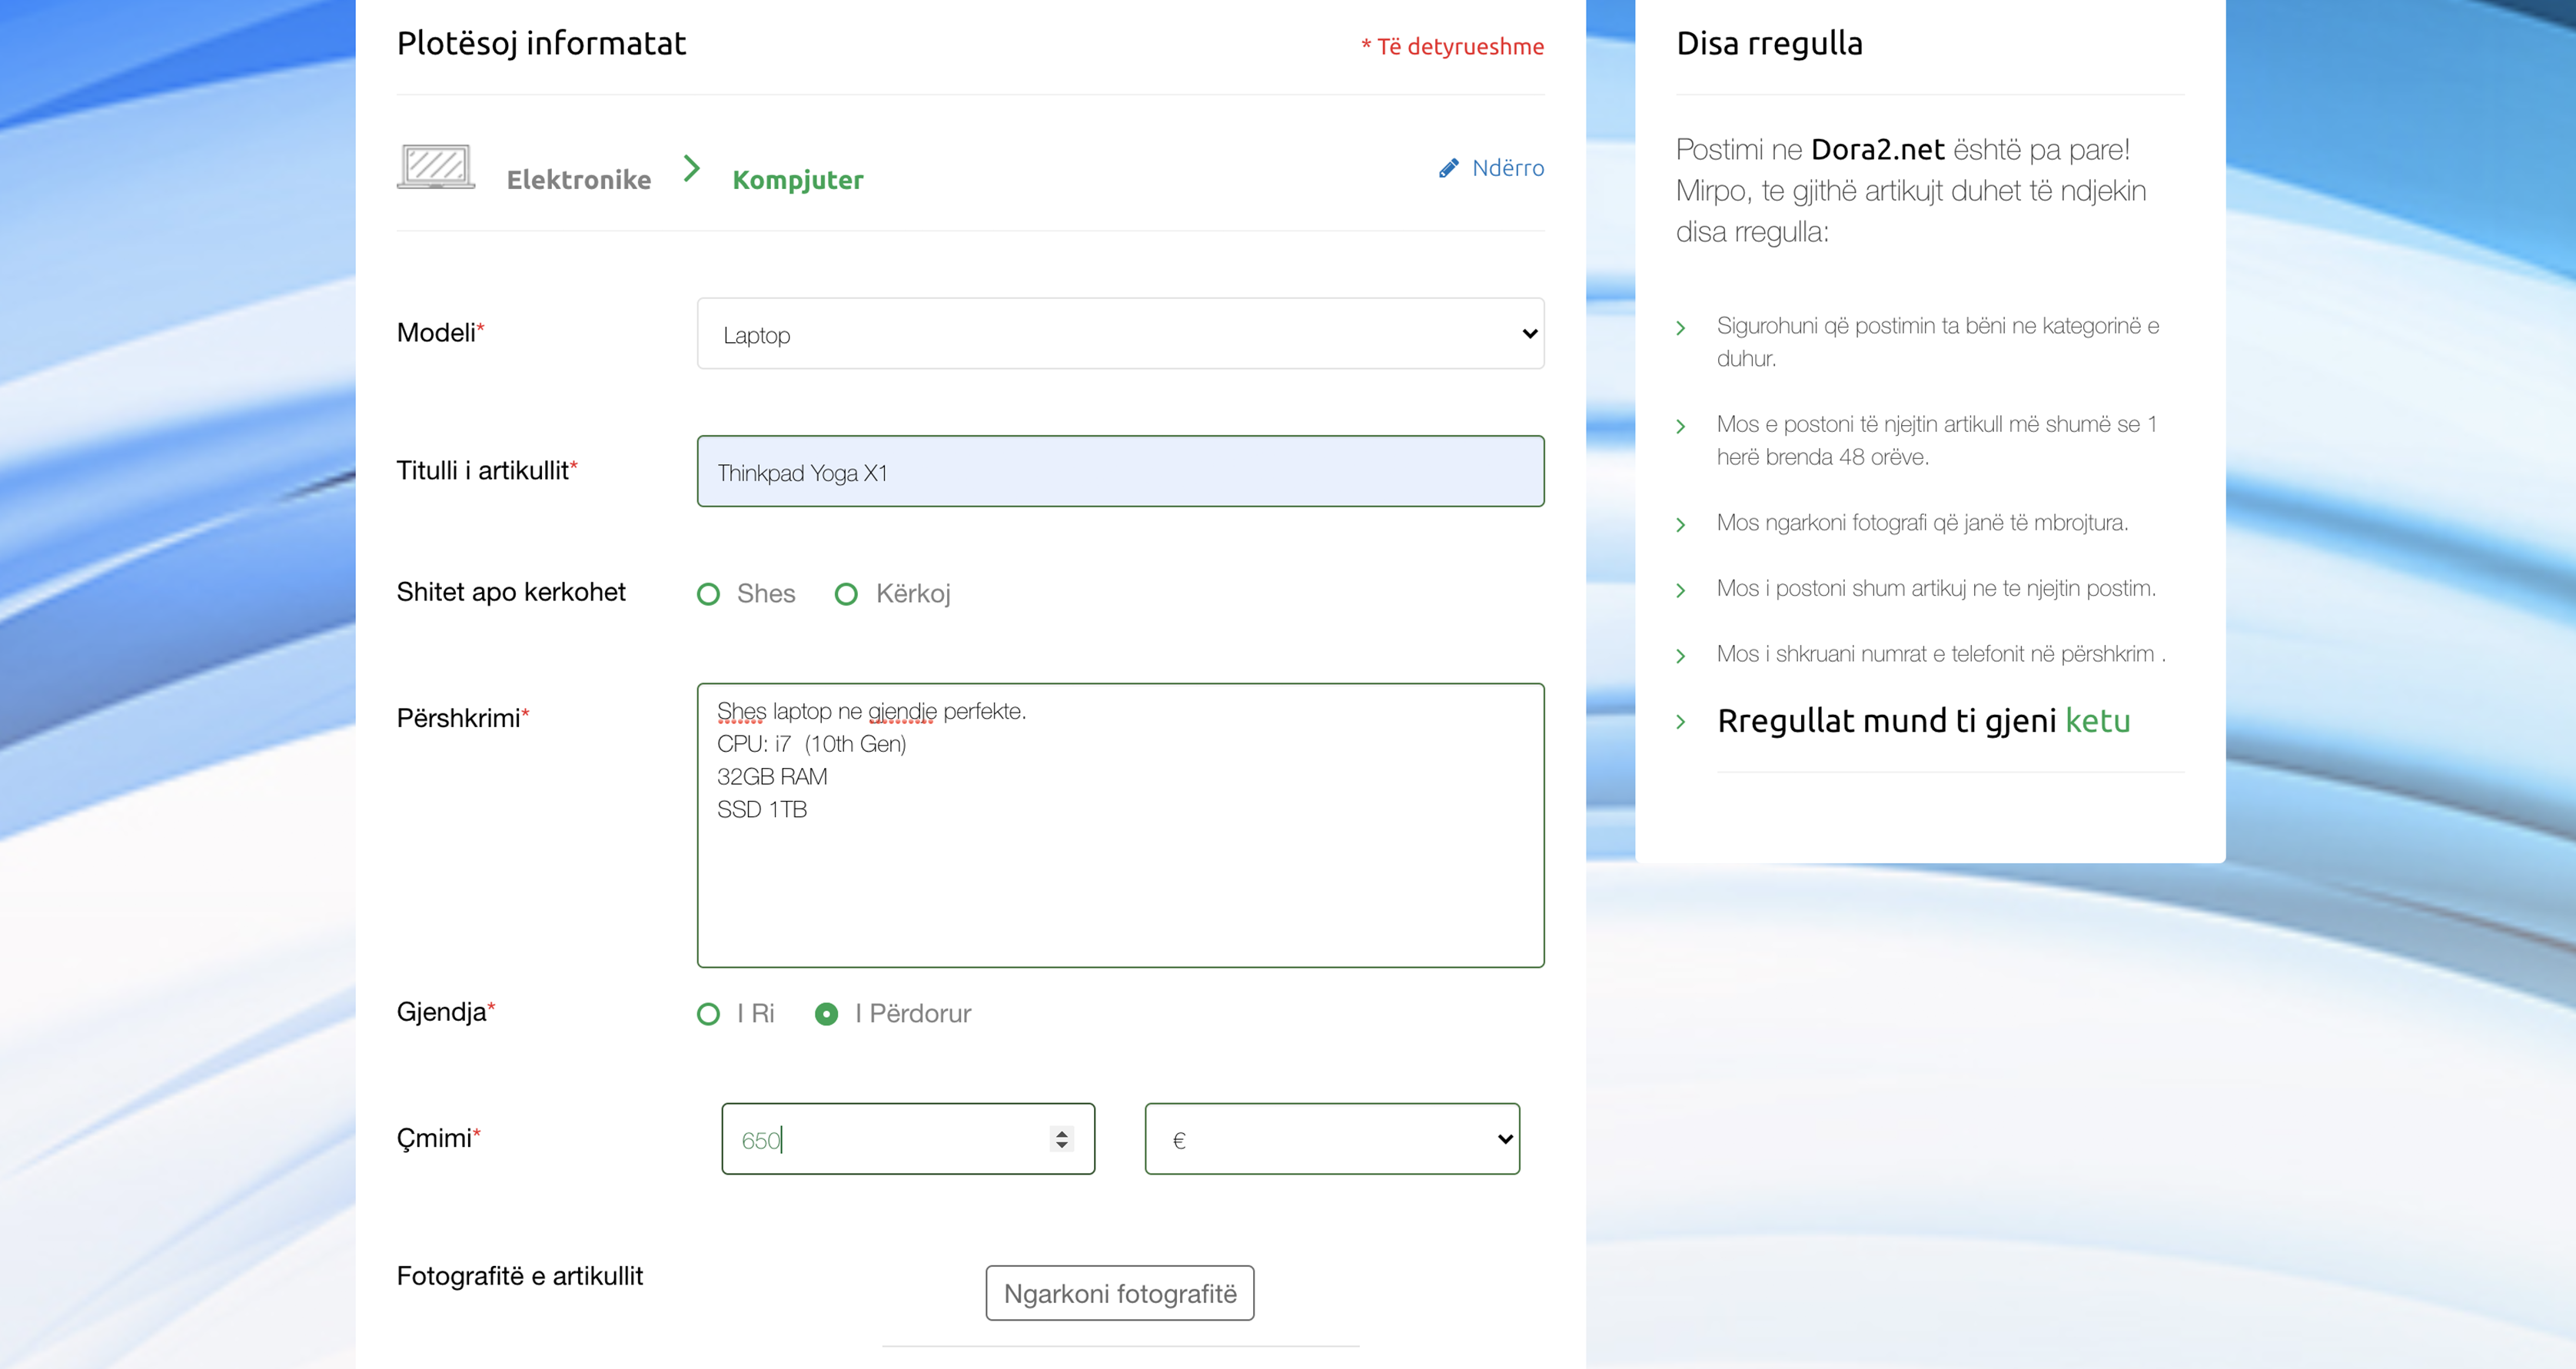 Plotësoj informatat
* Të detyrueshme
Elektronike
Kompjuter
Ndërro
Modeli*
Laptop
Titulli i artikullit*
Thinkpad Yoga X1
Shitet apo kerkohet
Shes
Kërkoj
Përshkrimi*
Shes laptop ne gjendje perfekte.
CPU: i7  (10th Gen)
32GB RAM
SSD 1TB
Gjendja*
I Ri
I Përdorur
Çmimi*
650
€
Fotografitë e artikullit
Ngarkoni fotografitë
Disa rregulla
Postimi ne Dora2.net është pa pare!
Mirpo, te gjithë artikujt duhet të ndjekin
disa rregulla:
Sigurohuni që postimin ta bëni ne kategorinë e
duhur.
Mos e postoni të njejtin artikull më shumë se 1
herë brenda 48 orëve.
Mos ngarkoni fotografi që janë të mbrojtura.
Mos i postoni shum artikuj ne te njejtin postim.
Mos i shkruani numrat e telefonit në përshkrim .
Rregullat mund ti gjeni ketu